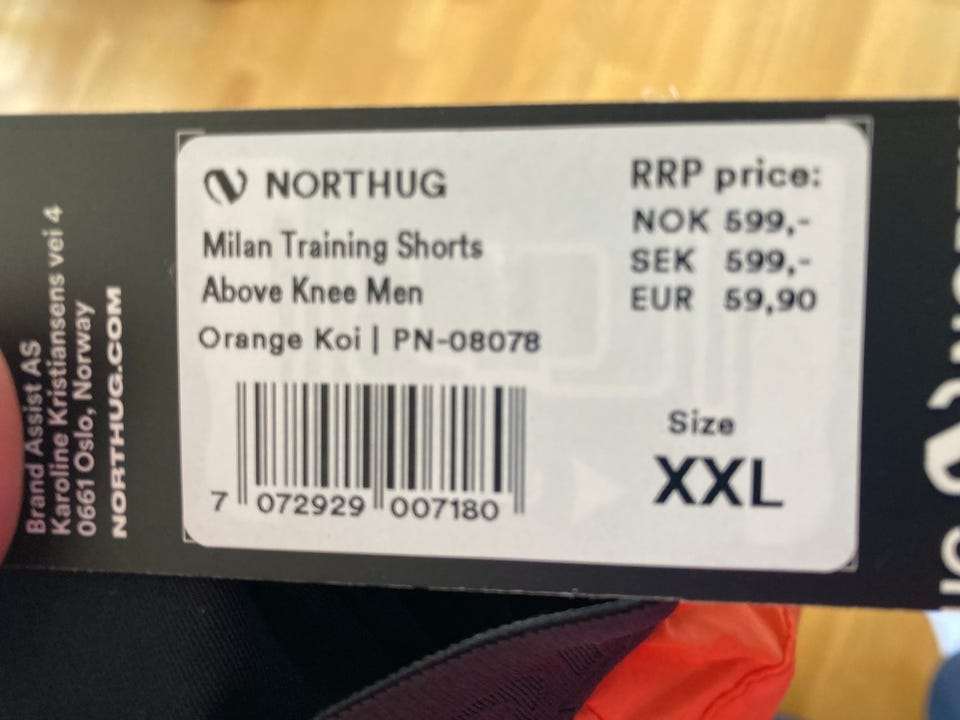 NORTHUG
Milan Training Shorts
Above Knee Men
Orange Koi | PN-08078
7 072929 007180
RRP price:
NOK 599,-
SEK 599,-
EUR 59,90
Size
XXL
Brand Assist AS
Karoline Kristiansens vei 4
0661 Oslo, Norway
NORTHUG.COM